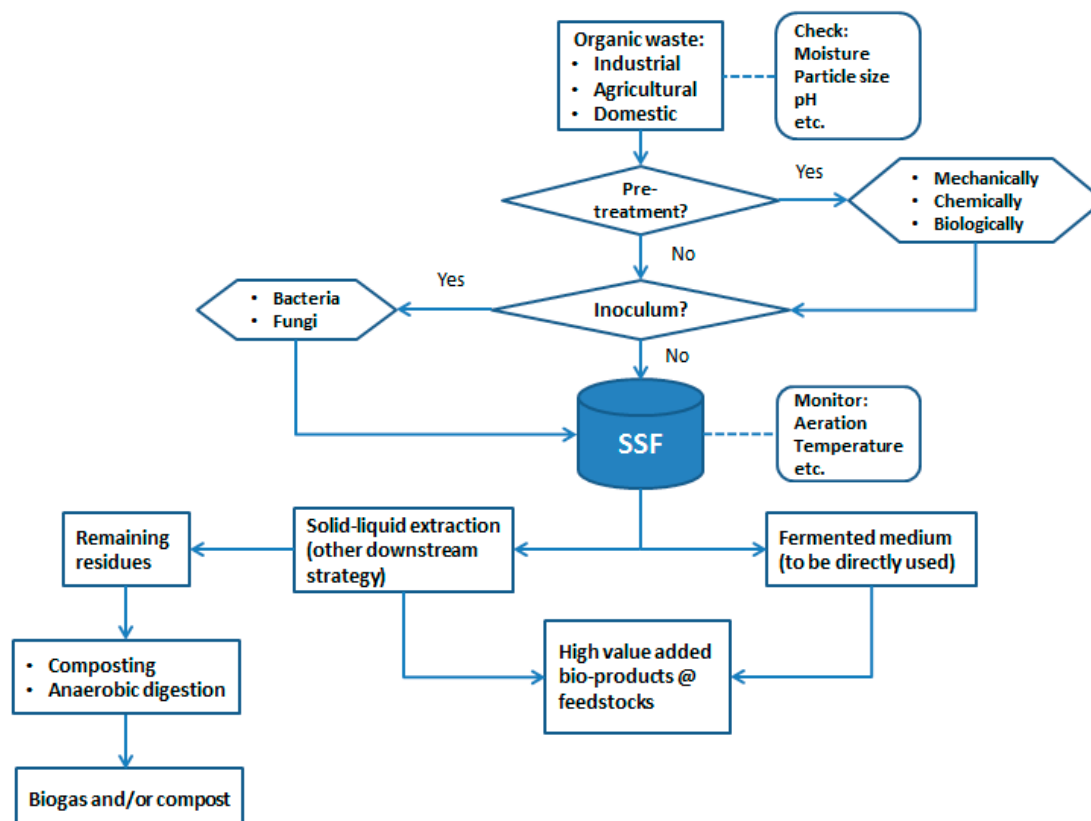 Organic waste:
• Industrial
• Agricultural
• Domestic
Check:
Moisture
Particle size
pH
etc.
Pre-
treatment?
Yes
• Mechanically
• Chemically
• Biologically
No
Inoculum?
Yes
• Bacteria
• Fungi
No
SSF
Monitor:
Aeration
Temperature
etc.
Remaining
residues
Solid-liquid extraction
(other downstream
strategy)
Fermented medium
(to be directly used)
• Composting
• Anaerobic digestion
High value added
bio-products @
feedstocks
Biogas and/or compost